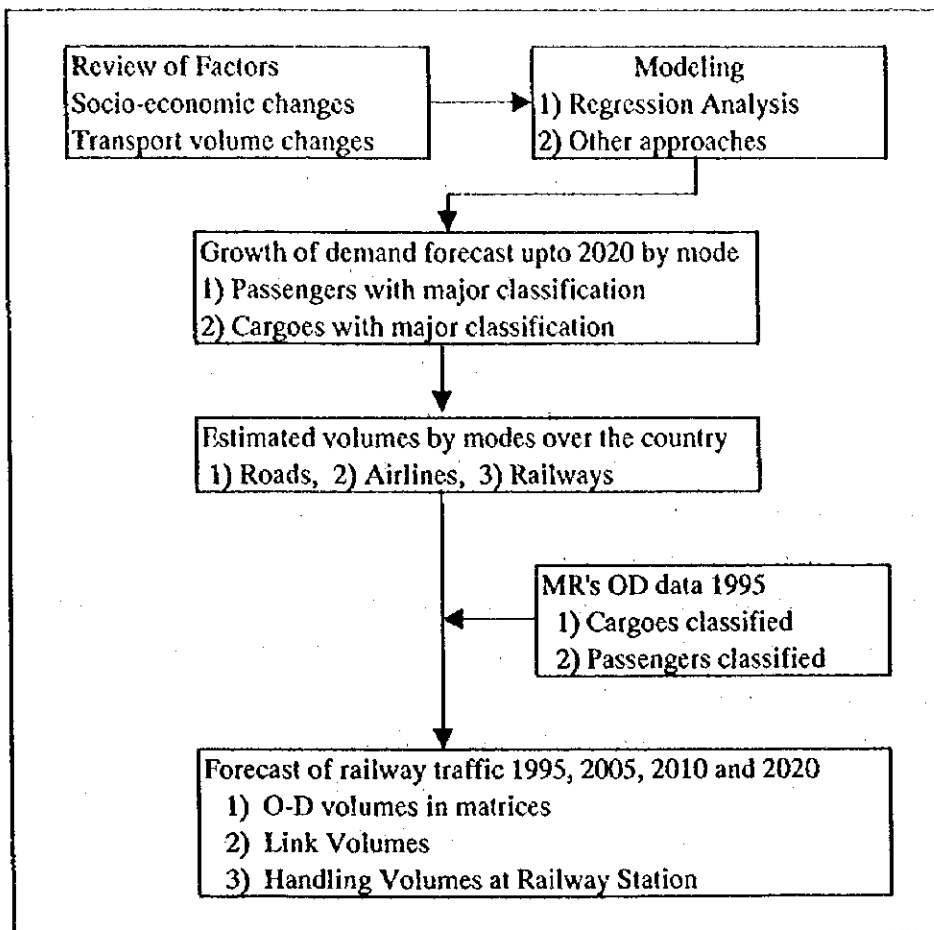 Review of Factors
Socio-economic changes
Transport volume changes
Modeling
1) Regression Analysis
2) Other approaches
Growth of demand forecast upto 2020 by mode
1) Passengers with major classification
2) Cargoes with major classification
Estimated volumes by modes over the country
1) Roads, 2) Airlines, 3) Railways
MR's OD data 1995
1) Cargoes classified
2) Passengers classified
Forecast of railway traffic 1995, 2005, 2010 and 2020
1) O-D volumes in matrices
2) Link Volumes
3) Handling Volumes at Railway Station